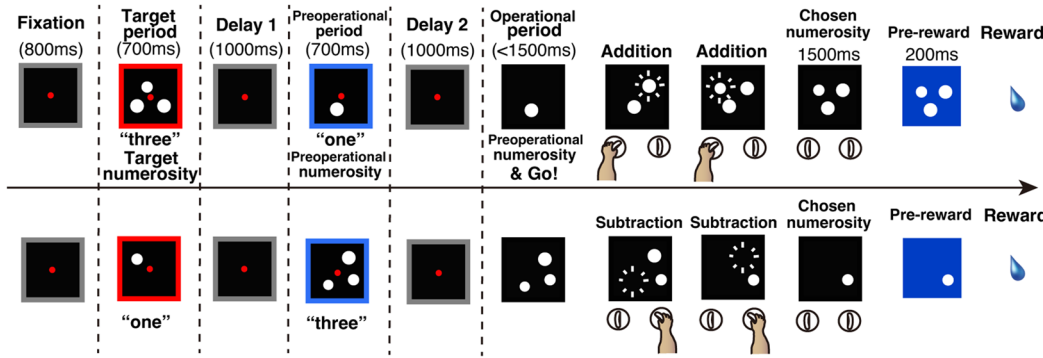 Fixation
(800ms)
Target
period
(700ms)
Delay 1
(1000ms)
Preoperational
period
(700ms)
Delay 2
(1000ms)
Operational
period
(<1500ms)
Addition
Addition
Chosen
numerosity
1500ms
Pre-reward
200ms
Reward
"three"
Target
numerosity
"one"
Preoperational
numerosity
Preoperational
numerosity
& Go!
Subtraction
Subtraction
Chosen
numerosity
Pre-reward
Reward
"one"
"three"